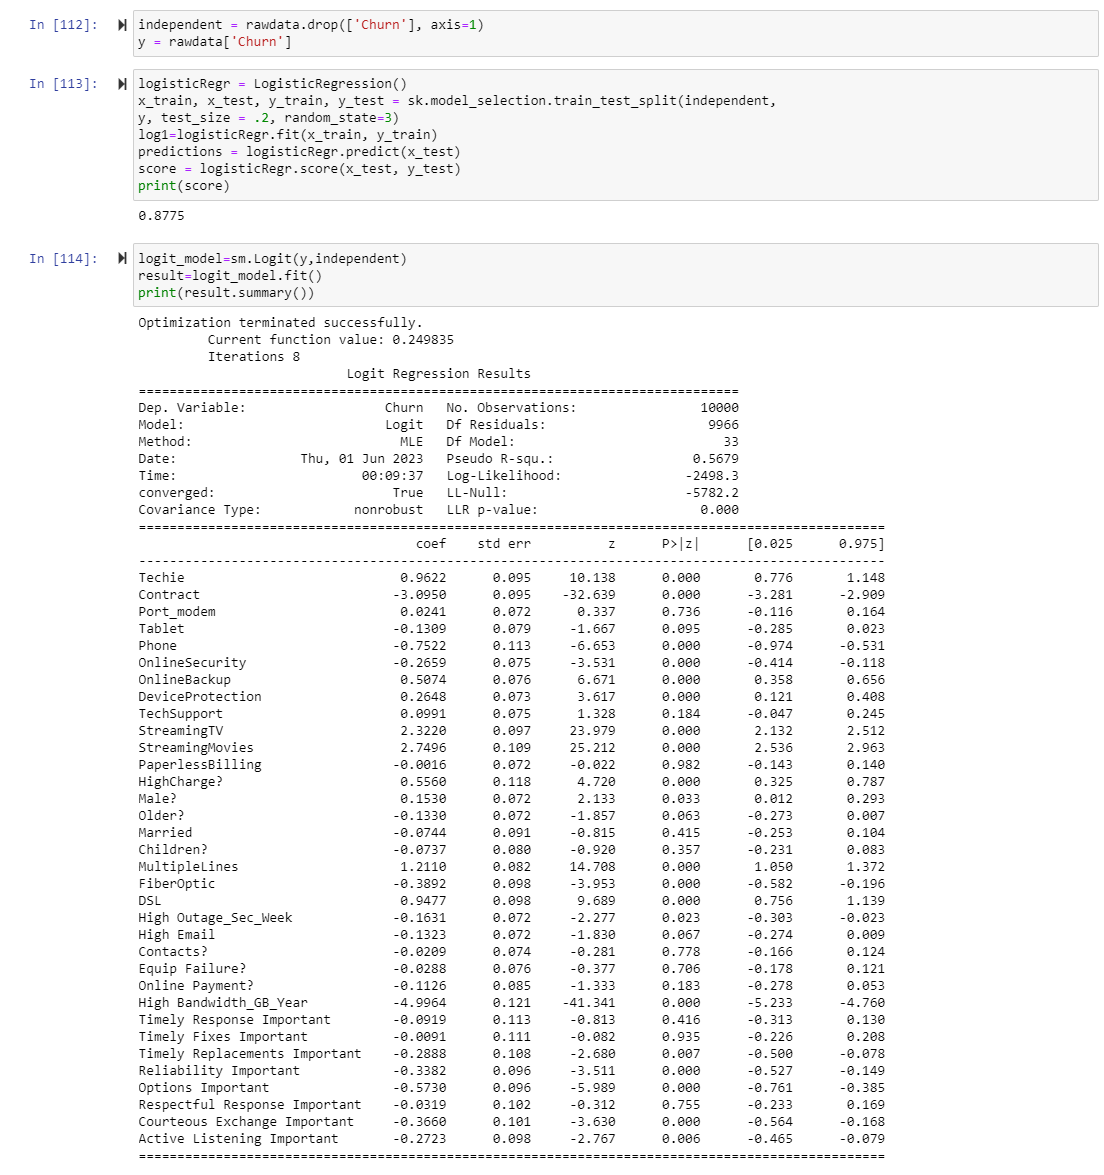 In [112]: independent = rawdata.drop(['Churn'], axis=1)
y = rawdata['Churn']
In [113]: logisticRegr = LogisticRegression()
x_train, x_test, y_train, y_test = sk.model_selection.train_test_split(independent,
y, test_size = .2, random_state=3)
log1=logisticRegr.fit(x_train, y_train)
predictions = logisticRegr.predict(x_test)
score = logisticRegr.score(x_test, y_test)
print(score)
0.8775
In [114]: logit_model=sm.Logit(y,independent)
result=logit_model.fit()
print(result.summary())
Optimization terminated successfully.
Current function value: 0.249835
Iterations 8
Logit Regression Results
==============================================================================
Dep. Variable: Churn No. Observations: 10000
Model: Logit Df Residuals: 9966
Method: MLE Df Model: 33
Date: Thu, 01 Jun 2023 Pseudo R-squ.: 0.5679
Time: 00:09:37 Log-Likelihood: -2498.3
converged: True LL-Null: -5782.2
Covariance Type: nonrobust LLR p-value: 0.000
=================================================================================================
coef std err z P>|z| [0.025 0.975]
-------------------------------------------------------------------------------------------------
Techie 0.9622 0.095 10.138 0.000 0.776 1.148
Contract -3.0950 0.095 -32.639 0.000 -3.281 -2.909
Port_modem 0.0241 0.072 0.337 0.736 -0.116 0.164
Tablet -0.1309 0.079 -1.667 0.095 -0.285 0.023
Phone -0.7522 0.113 -6.653 0.000 -0.974 -0.531
OnlineSecurity -0.2659 0.075 -3.531 0.000 -0.414 -0.118
OnlineBackup 0.5074 0.076 6.671 0.000 0.358 0.656
DeviceProtection 0.2648 0.073 3.617 0.000 0.121 0.408
TechSupport 0.0991 0.075 1.328 0.184 -0.047 0.245
StreamingTV 2.3220 0.097 23.979 0.000 2.132 2.512
StreamingMovies 2.7496 0.109 25.212 0.000 2.536 2.963
PaperlessBilling -0.0016 0.072 -0.022 0.982 -0.143 0.140
HighCharge? 0.5560 0.118 4.720 0.000 0.325 0.787
Male? 0.1530 0.072 2.133 0.033 0.012 0.293
Older? -0.1330 0.072 -1.857 0.063 -0.273 0.007
Married -0.0744 0.091 -0.815 0.415 -0.253 0.104
Children? -0.0737 0.080 -0.920 0.357 -0.231 0.083
MultipleLines 1.2110 0.082 14.708 0.000 1.050 1.372
FiberOptic -0.3892 0.098 -3.953 0.000 -0.582 -0.196
DSL 0.9477 0.098 9.689 0.000 0.756 1.139
High Outage_Sec_Week -0.1631 0.072 -2.277 0.023 -0.303 -0.023
High Email -0.1323 0.072 -1.830 0.067 -0.274 0.009
Contacts? -0.0209 0.074 -0.281 0.778 -0.166 0.124
Equip Failure? -0.0288 0.076 -0.377 0.706 -0.178 0.121
Online Payment? -0.1126 0.085 -1.333 0.183 -0.278 0.053
High Bandwidth_GB_Year -4.9964 0.121 -41.341 0.000 -5.233 -4.760
Timely Response Important -0.0919 0.113 -0.813 0.416 -0.313 0.130
Timely Fixes Important -0.0091 0.111 -0.082 0.935 -0.226 0.208
Timely Replacements Important -0.2888 0.108 -2.680 0.007 -0.500 -0.078
Reliability Important -0.3382 0.096 -3.511 0.000 -0.527 -0.149
Options Important -0.5730 0.096 -5.989 0.000 -0.761 -0.385
Respectful Response Important -0.0319 0.102 -0.312 0.755 -0.233 0.169
Courteous Exchange Important -0.3660 0.101 -3.630 0.000 -0.564 -0.168
Active Listening Important -0.2723 0.098 -2.767 0.006 -0.465 -0.079
=================================================================================================